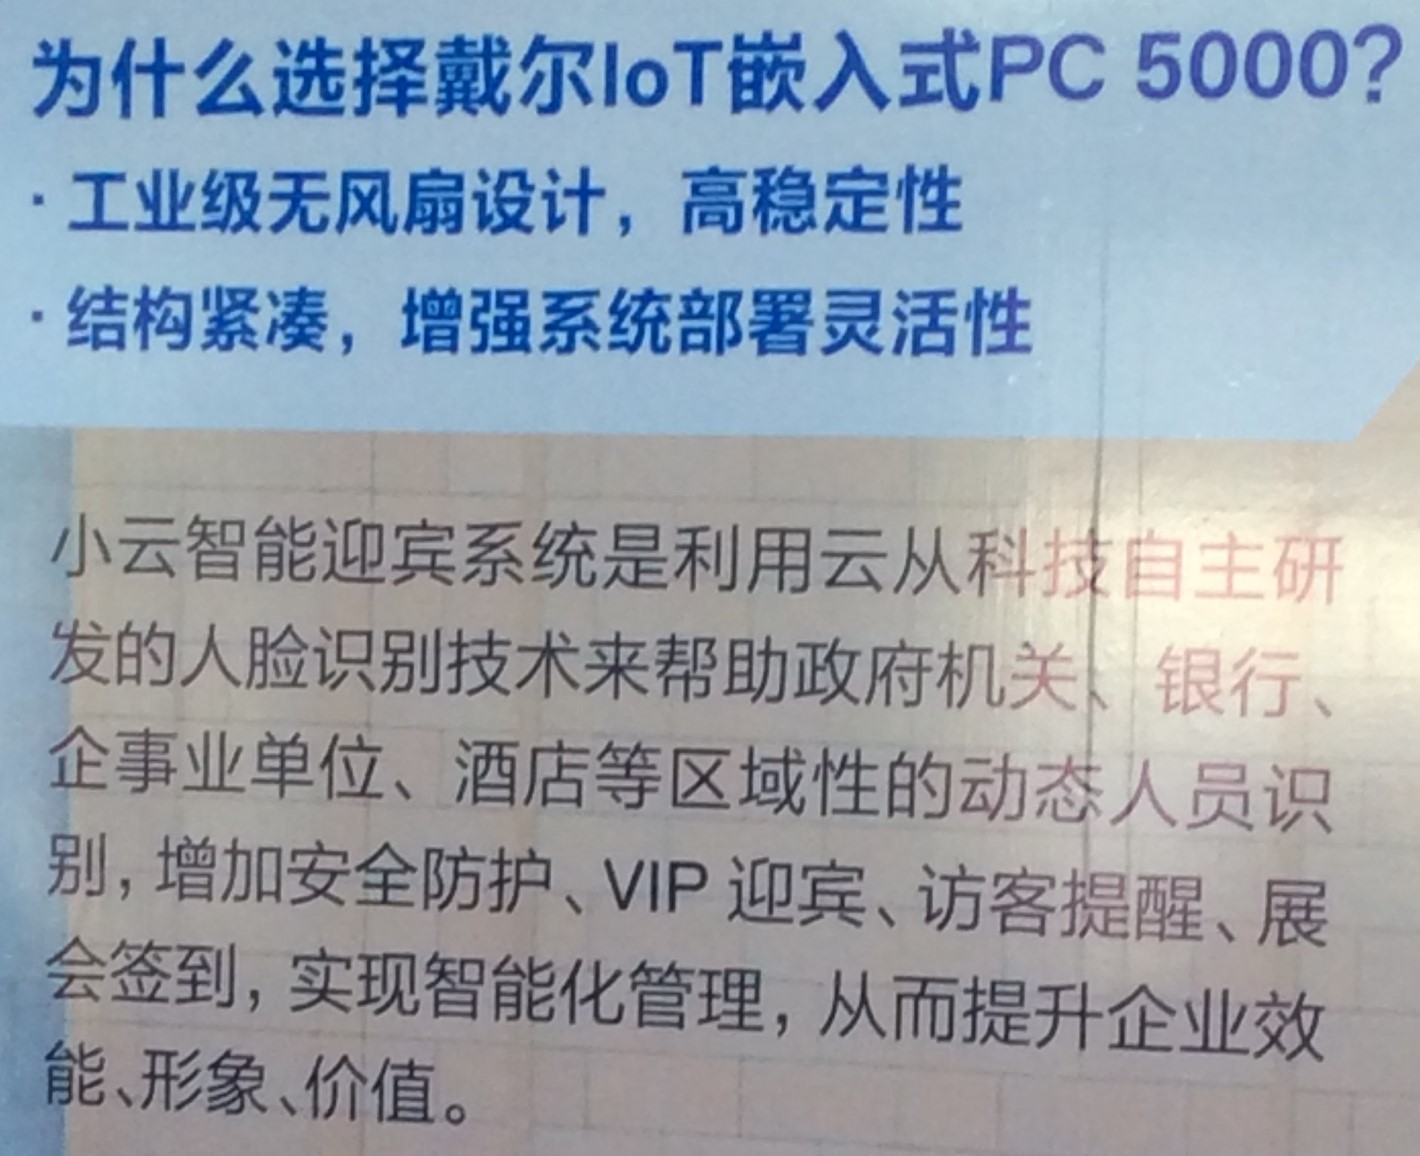 为什么选择戴尔IoT嵌入式PC 5000?
· 工业级无风扇设计，高稳定性
· 结构紧凑，增强系统部署灵活性
小云智能迎宾系统是利用云从科技自主研
发的人脸识别技术来帮助政府机关、银行、
企事业单位、酒店等区域性的动态人员识
别，增加安全防护、VIP 迎宾、访客提醒、展
会签到，实现智能化管理，从而提升企业效
能、形象、价值。